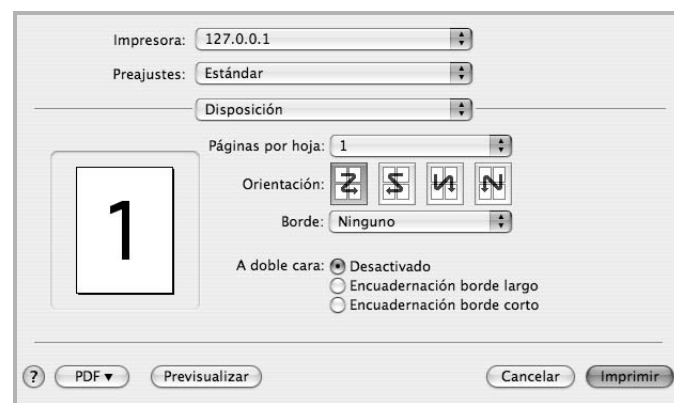 Impresora: 127.0.0.1
Preajustes: Estándar
Disposición
Páginas por hoja: 1
Orientación:
Borde: Ninguno
1
A doble cara: Desactivado
Encuadernación borde largo
Encuadernación borde corto
? PDF ▼ Previsualizar Cancelar Imprimir